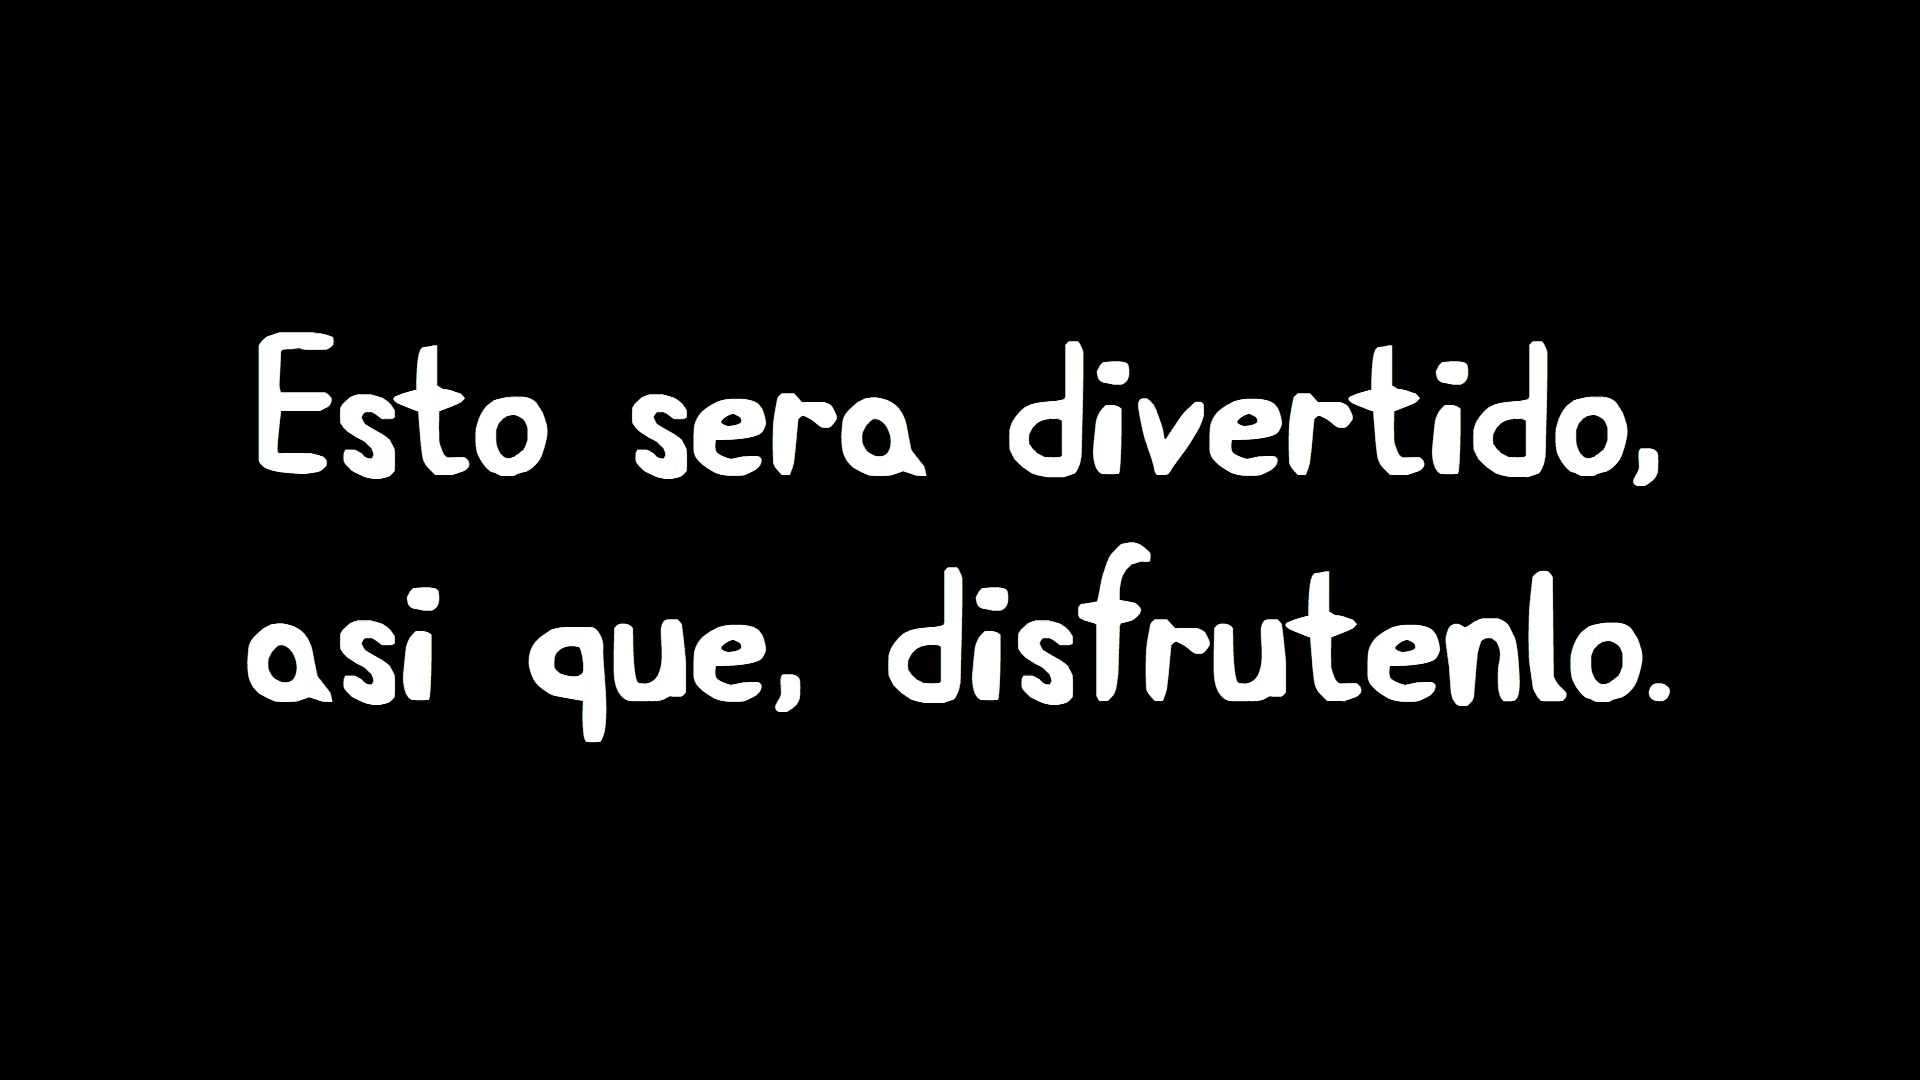 Esto sera divertido,
asi que, disfrutenlo.